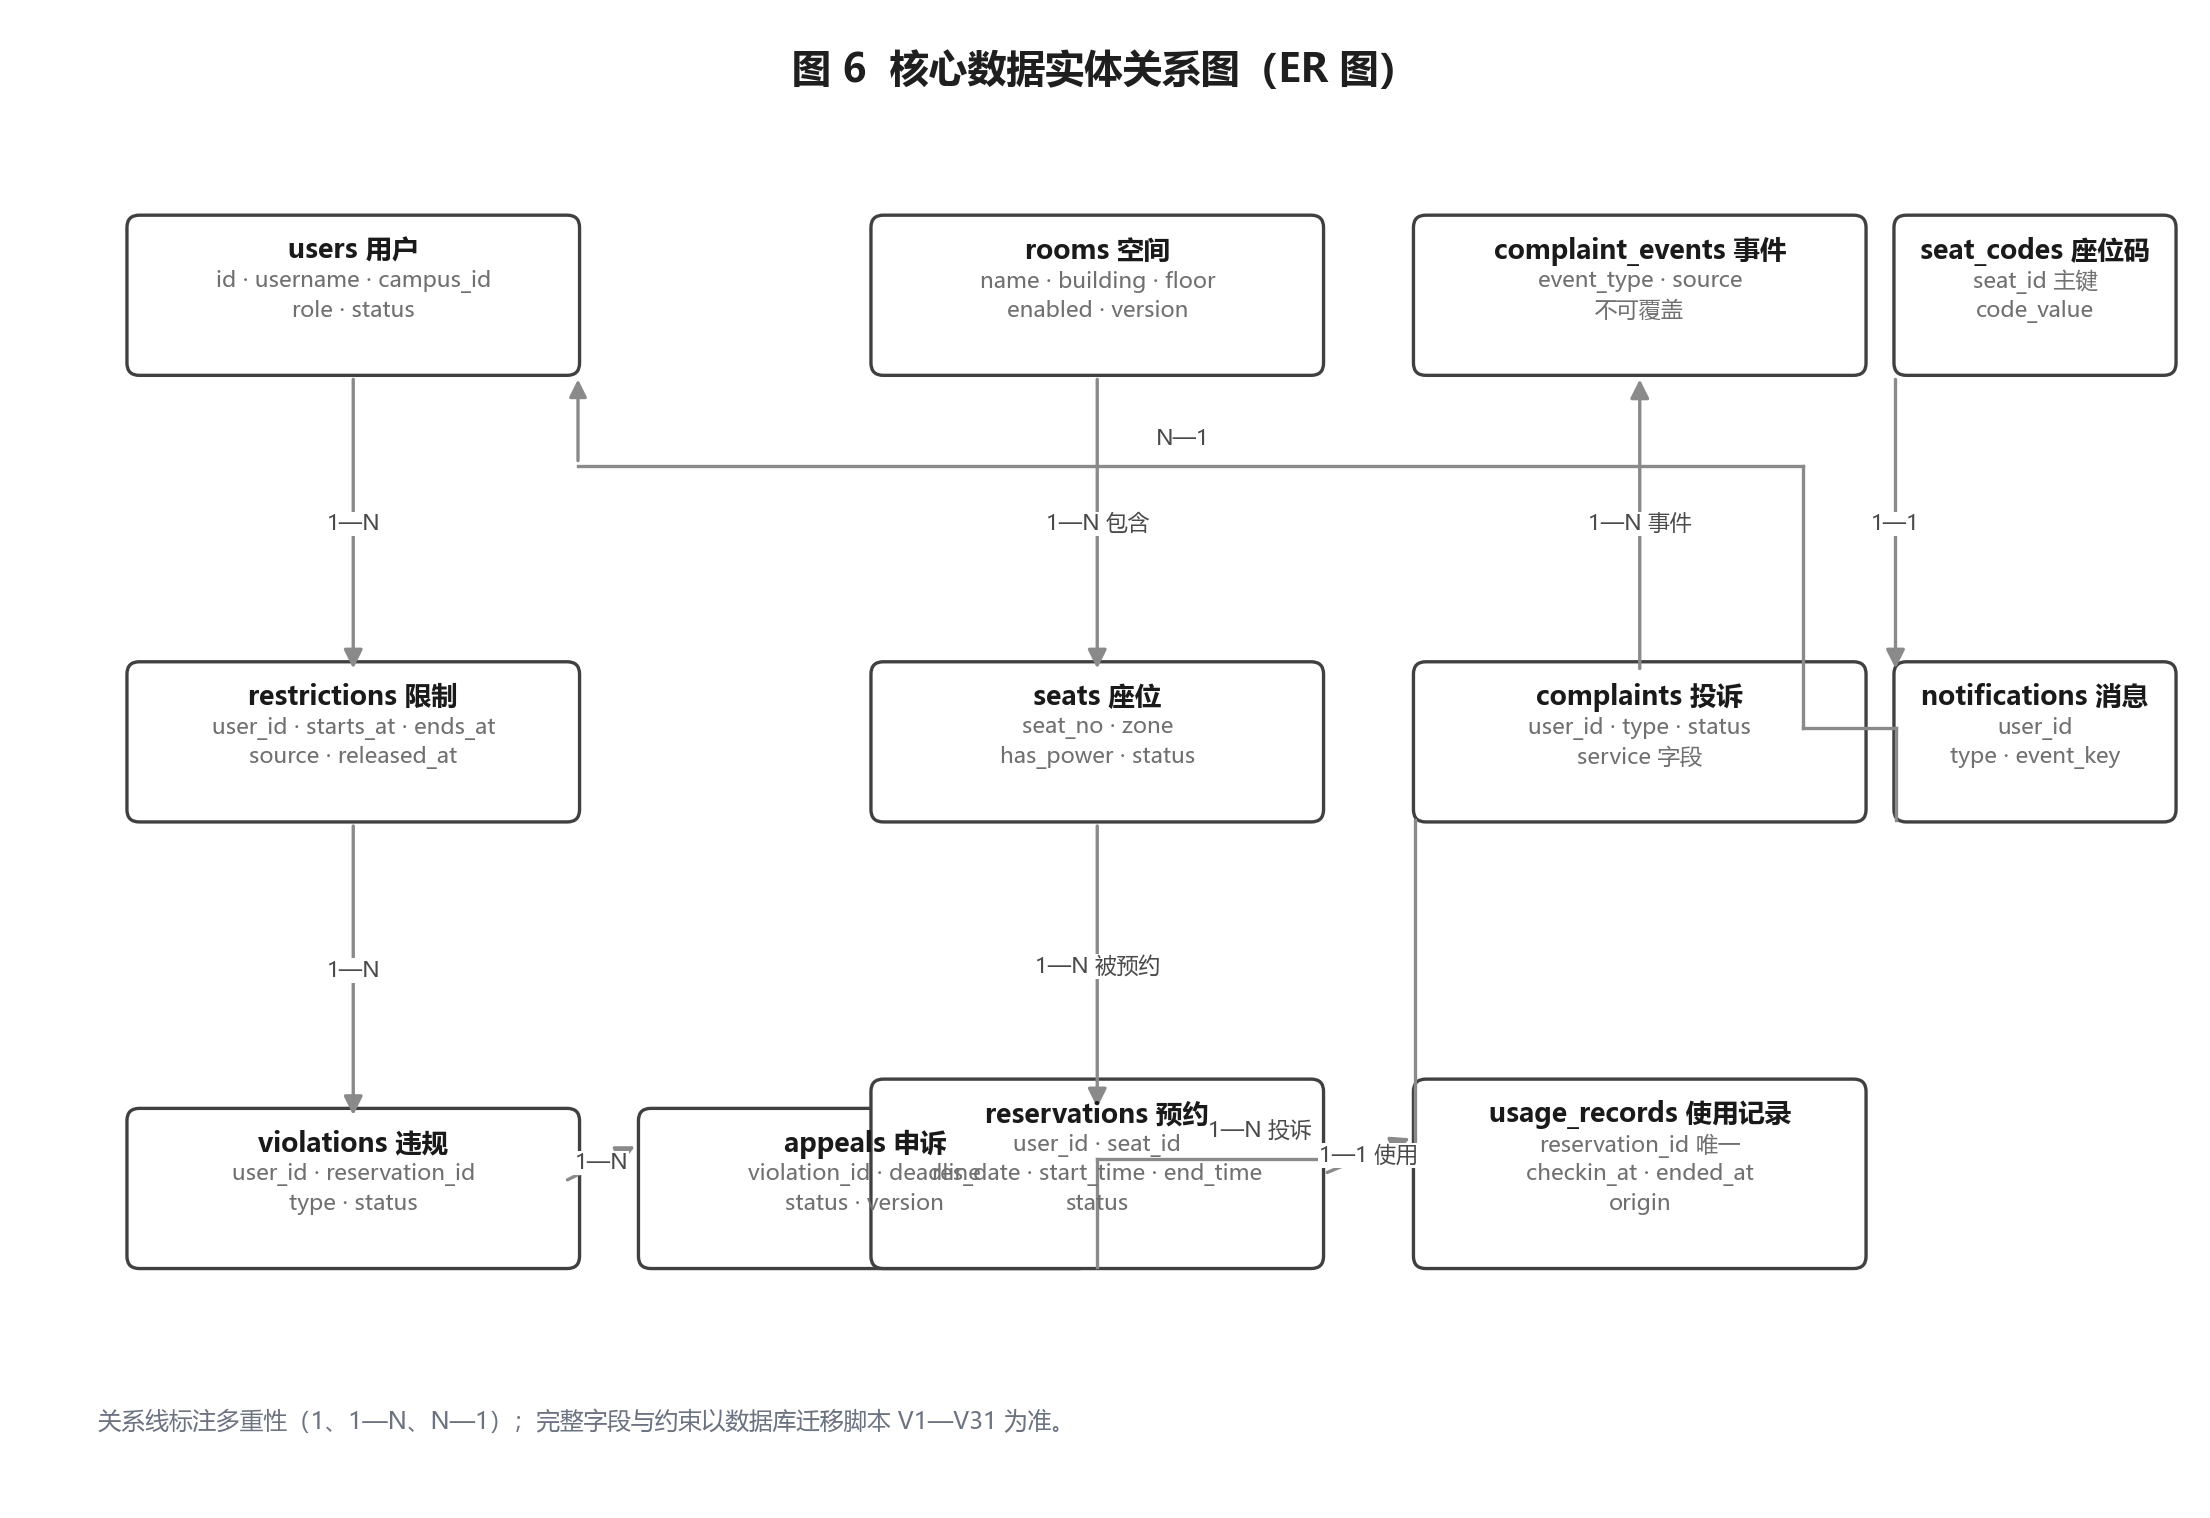 图 6 核心数据实体关系图（ER 图）
users 用户
id · username · campus_id
role · status
rooms 空间
name · building · floor
enabled · version
complaint_events 事件
event_type · source
不可覆盖
seat_codes 座位码
seat_id 主键
code_value
N—1
1—N
1—N 包含
1—N 事件
1—1
restrictions 限制
user_id · starts_at · ends_at
source · released_at
seats 座位
seat_no · zone
has_power · status
complaints 投诉
user_id · type · status
service 字段
notifications 消息
user_id
type · event_key
1—N
1—N 被预约
violations 违规
user_id · reservation_id
type · status
1—N
appeals 申诉
violation_id · deadline
status · version
reservations 预约
user_id · seat_id
res_date · start_time · end_time
status
1—N 投诉
1—1 使用
usage_records 使用记录
reservation_id 唯一
checkin_at · ended_at
origin
关系线标注多重性（1、1—N、N—1）；完整字段与约束以数据库迁移脚本 V1—V31 为准。